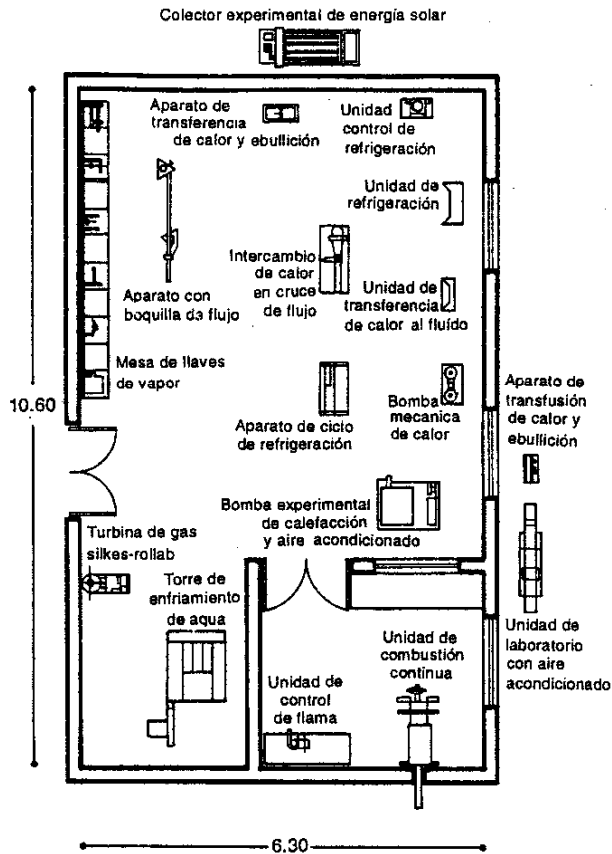 Colector experimental de energía solar
Aparato de
transferencia
de calor y ebullición
Unidad
control de
refrigeración
Unidad de
refrigeración
Intercambio
de calor
en cruce
de flujo
Aparato con
boquilla da flujo
Unidad de
transferencia
de calor al fluído
Mesa de llaves
de vapor
10.60
Aparato de ciclo
de refrigeración
Bomba
mecanica
de calor
Aparato de
transfusión
de calor y
ebullición
Bomba experimental
de calefacción
y aire acondicionado
Turbina de gas
silkes-rollab
Torre de
enfriamiento
de aqua
Unidad de
combustión
contínua
Unidad de
laboratorio
con aire
acondicionado
Unidad de
control
de flama
6.30